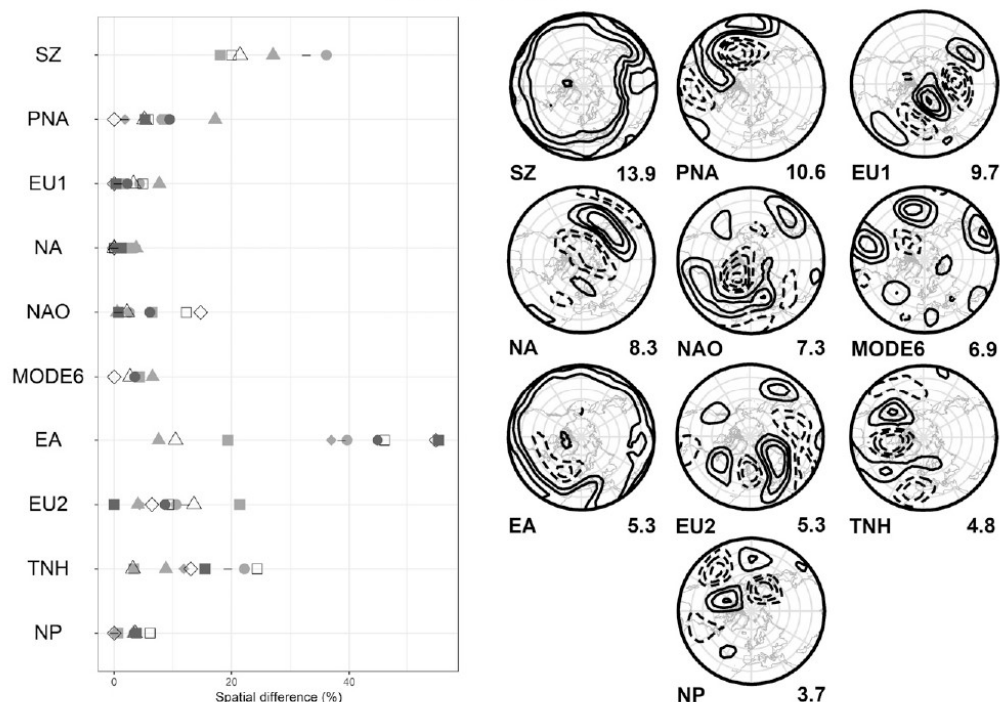 SZ
PNA
EU1
NA
NAO
MODE6
EA
EU2
TNH
NP
0 20 40
Spatial difference (%)
SZ 13.9 PNA 10.6 EU1 9.7
NA 8.3 NAO 7.3 MODE6 6.9
EA 5.3 EU2 5.3 TNH 4.8
NP 3.7